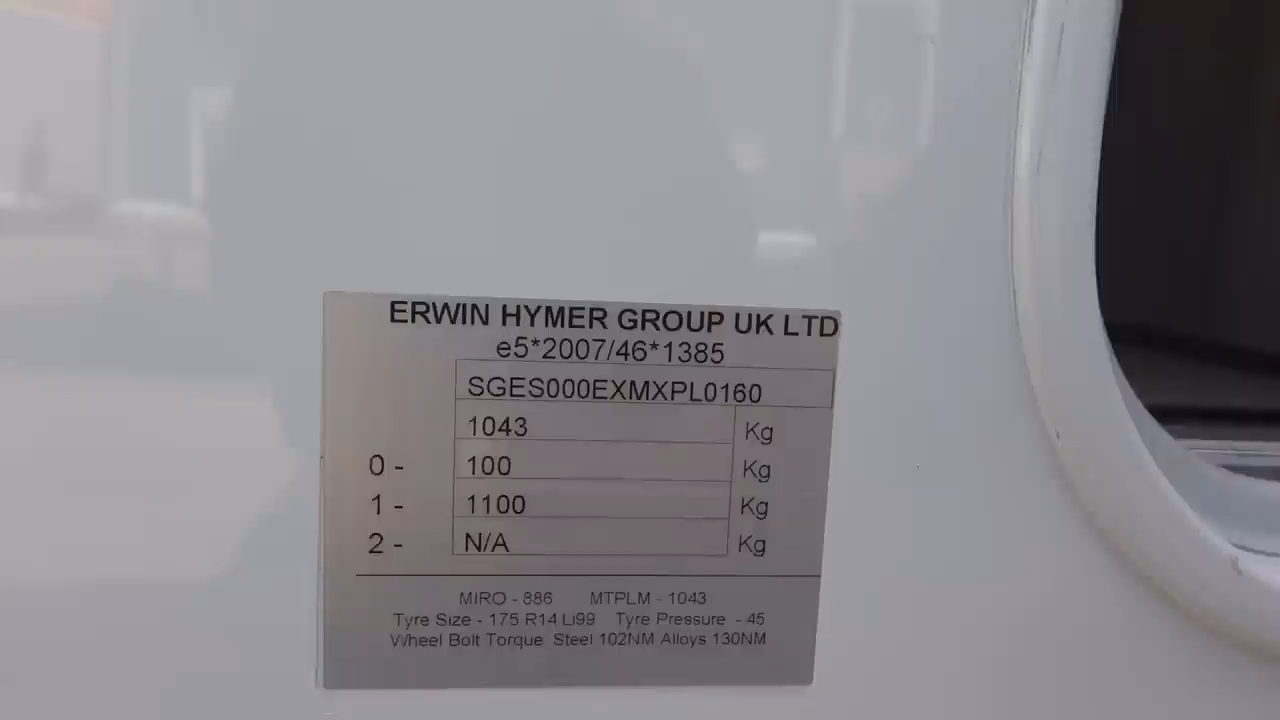 ERWIN HYMER GROUP UK LTD
e5*2007/46*1385
SGES000EXMXPL0160
1043 Kg
0 - 100 Kg
1 - 1100 Kg
2 - N/A Kg
MIRO - 886 MTPLM - 1043
Tyre Size - 175 R14 Li99 Tyre Pressure - 45
Wheel Bolt Torque Steel 102NM Alloys 130NM